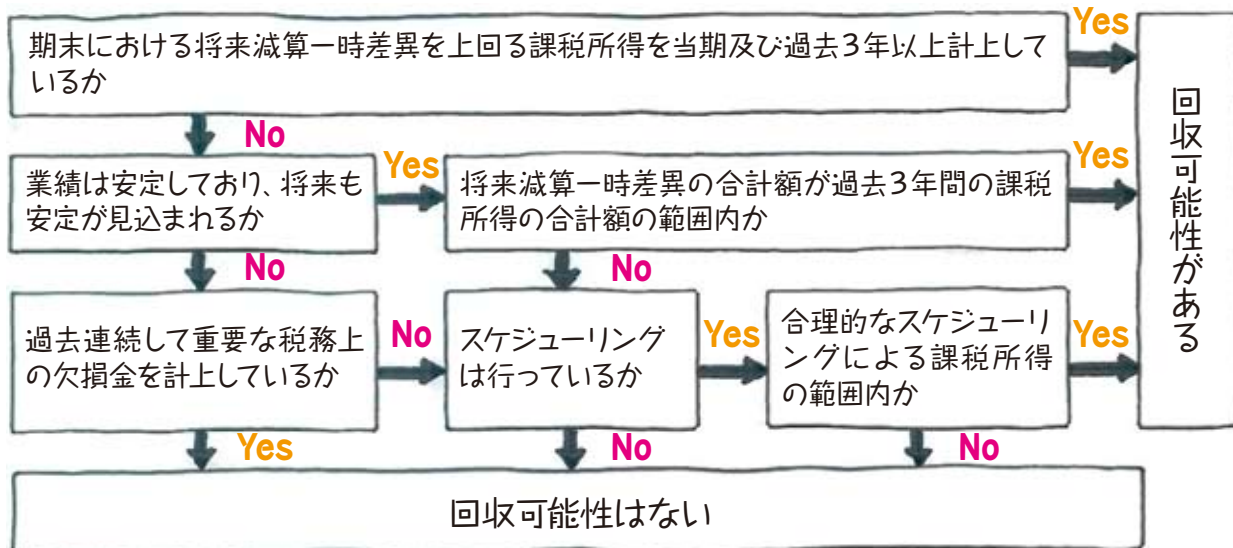 期末における将来減算一時差異を上回る課税所得を当期及び過去3年以上計上して
いるか
Yes
回収可能性がある
No
業績は安定しており、将来も
安定が見込まれるか
Yes
将来減算一時差異の合計額が過去3年間の課税
所得の合計額の範囲内か
Yes
No
No
過去連続して重要な税務上
の欠損金を計上しているか
No
スケジューリング
は行っているか
Yes
合理的なスケジューリ
ングによる課税所得
の範囲内か
Yes
Yes
No
No
回収可能性はない